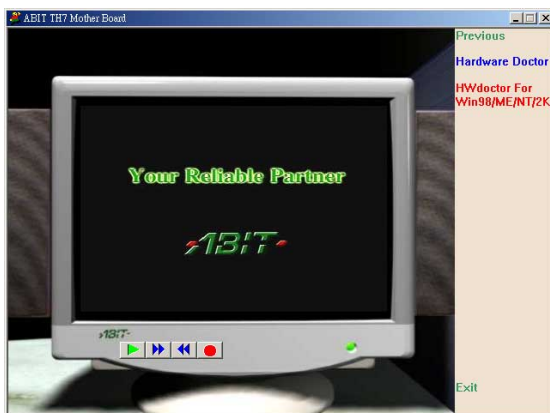 ABIT TH7 Mother Board
Previous
Hardware Doctor
HWdoctor For
Win98/ME/NT/2K
Your Reliable Partner
ABIT
ABIT
Exit